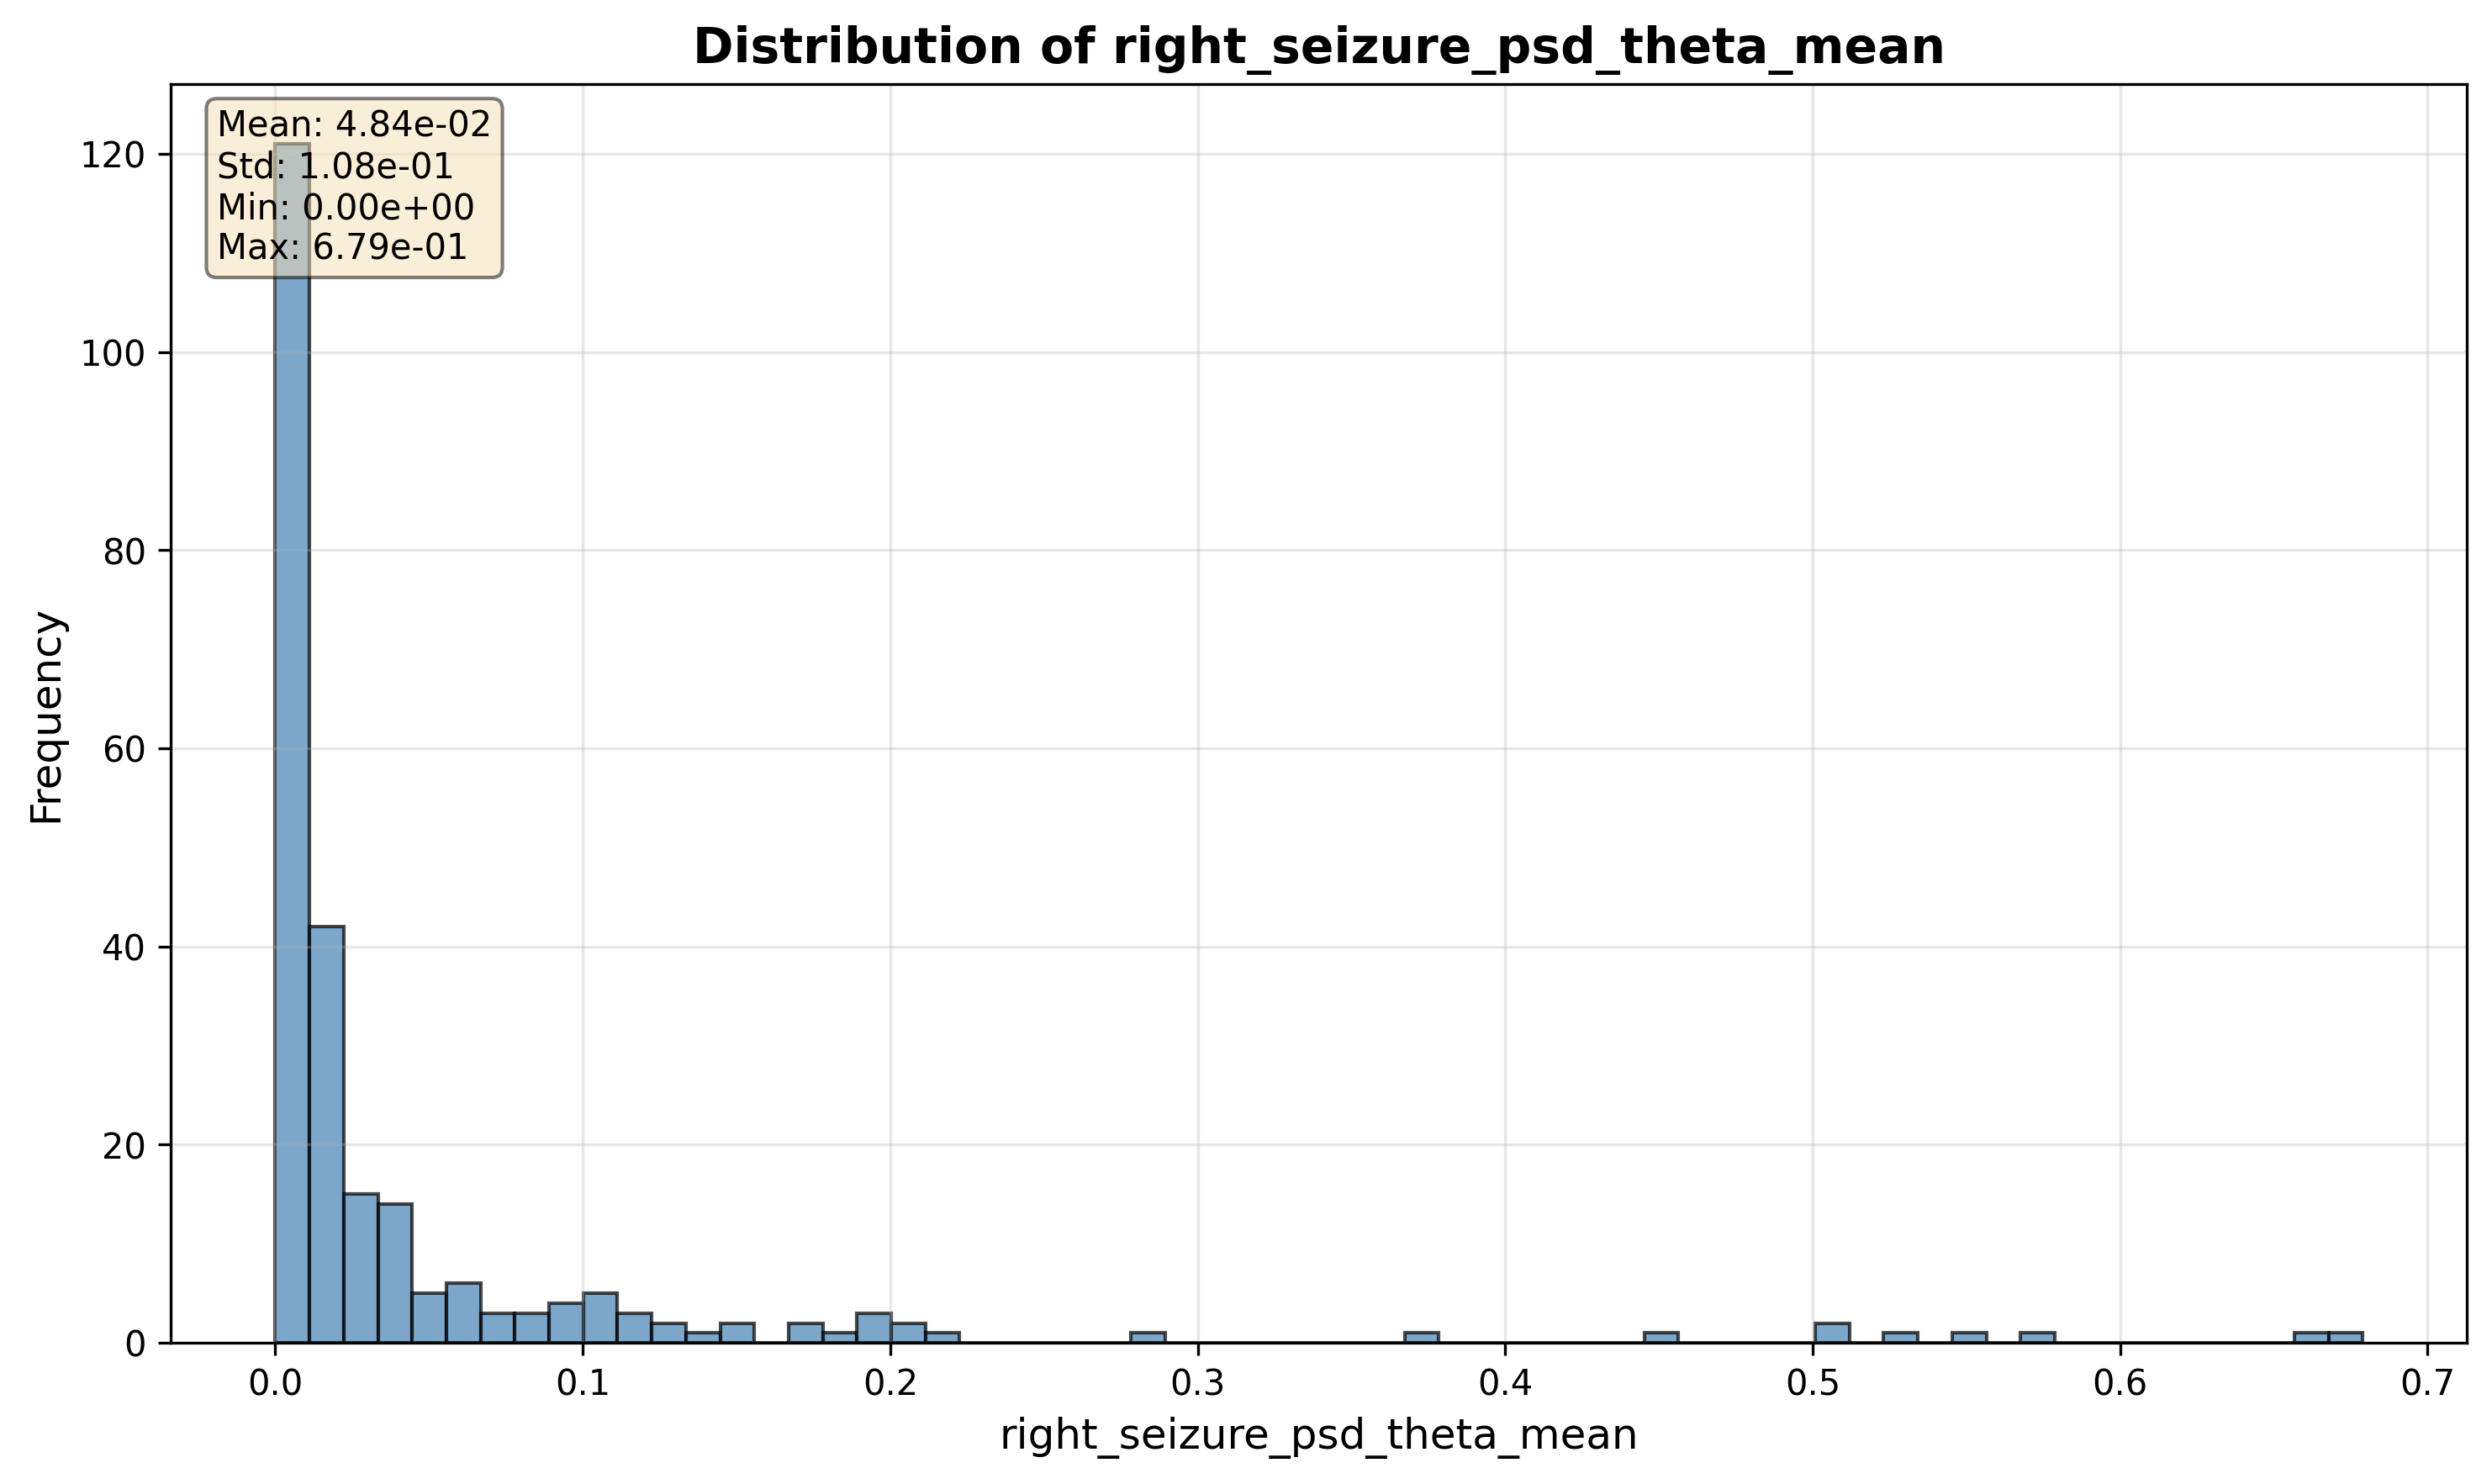 Distribution of right_seizure_psd_theta_mean
Mean: 4.84e-02
Std: 1.08e-01
Min: 0.00e+00
Max: 6.79e-01
120
100
80
60
40
20
0
Frequency
0.0 0.1 0.2 0.3 0.4 0.5 0.6 0.7
right_seizure_psd_theta_mean